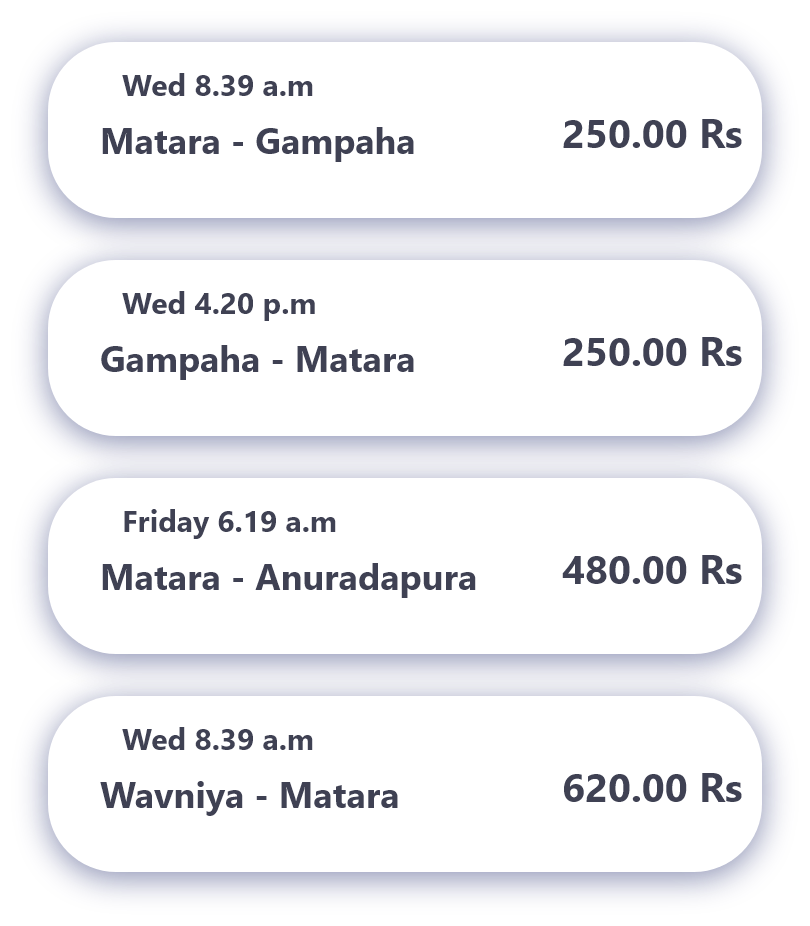 Wed 8.39 a.m
Matara - Gampaha
250.00 Rs
Wed 4.20 p.m
Gampaha - Matara
250.00 Rs
Friday 6.19 a.m
Matara - Anuradapura
480.00 Rs
Wed 8.39 a.m
Wavniya - Matara
620.00 Rs